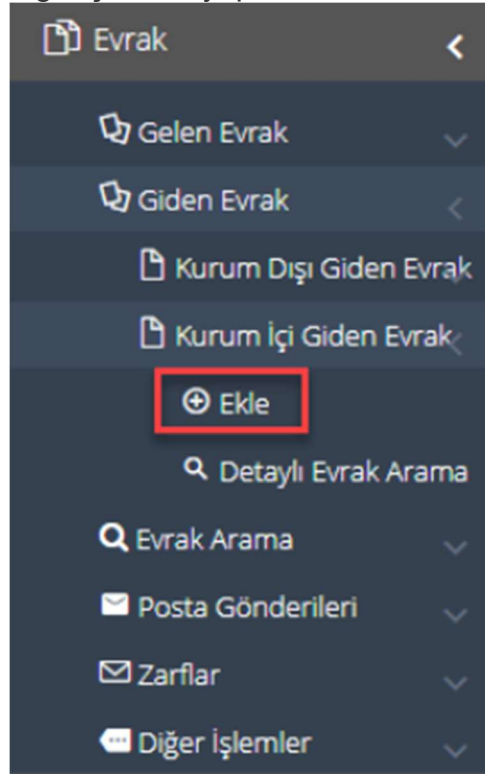 Evrak
Gelen Evrak
Giden Evrak
Kurum Dışı Giden Evrak
Kurum İçi Giden Evrak
Ekle
Detaylı Evrak Arama
Evrak Arama
Posta Gönderileri
Zarflar
Diğer İşlemler